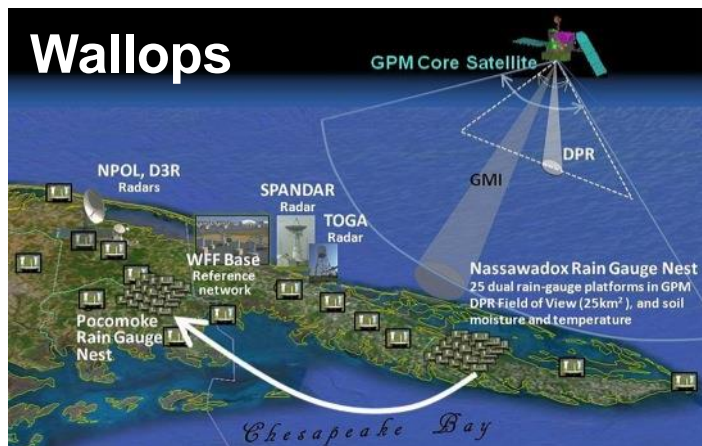 Wallops
GPM Core Satellite
DPR
GMI
NPOL, D3R
Radars
SPANDAR
Radar
TOGA
Radar
WFF Base
Reference
network
Nassawadox Rain Gauge Nest
25 dual rain-gauge platforms in GPM
DPR Field of View (25km²), and soil
moisture and temperature
Pocomoke
Rain Gauge
Nest
Chesapeake Bay